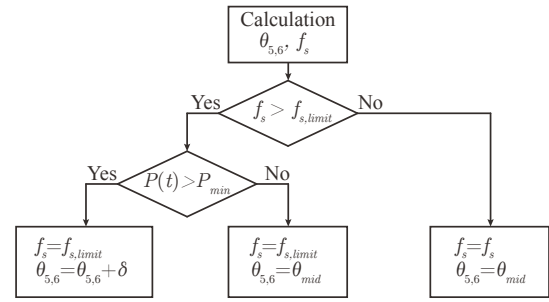 Calculation
θ5,6, fs
Yes
fs > fs,limit
No
Yes
P(t)>Pmin
No
fs=fs,limit
θ5,6=θ5,6+δ
fs=fs,limit
θ5,6=θmid
fs=fs
θ5,6=θmid